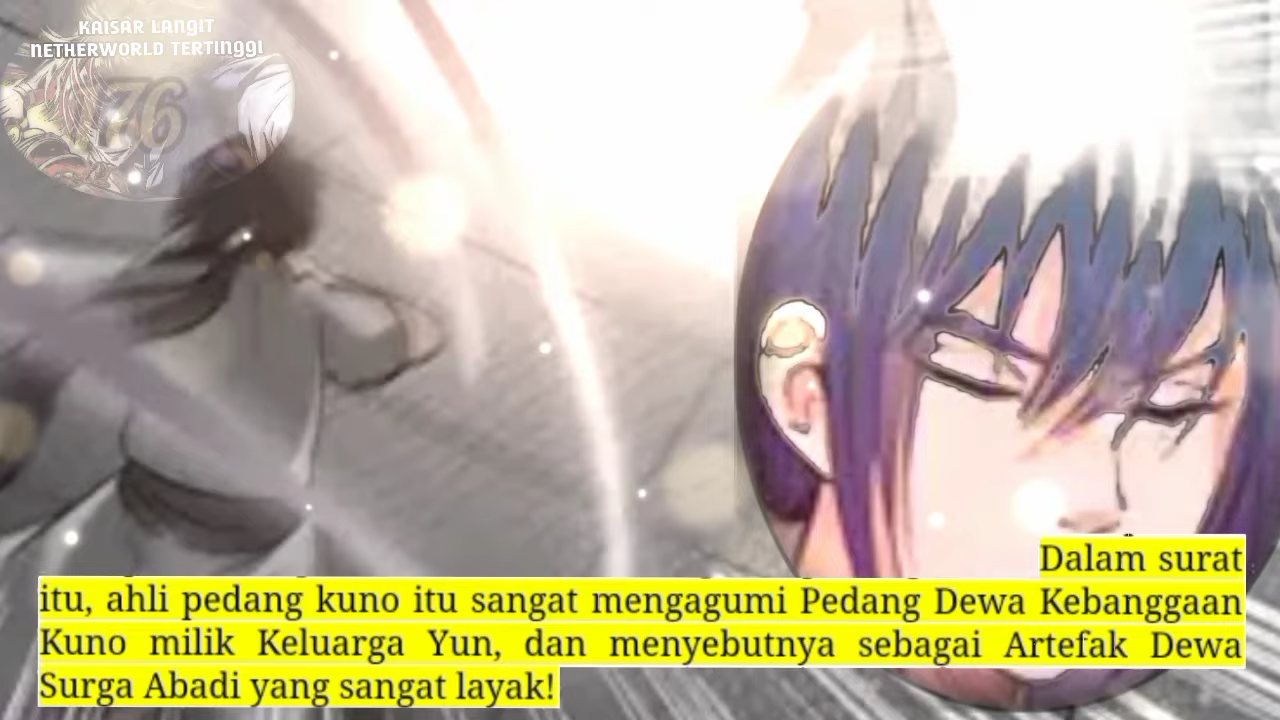 KAISAR LANGIT
NETHERWORLD TERTINGGI
76
Dalam surat
itu, ahli pedang kuno itu sangat mengagumi Pedang Dewa Kebanggaan
Kuno milik Keluarga Yun, dan menyebutnya sebagai Artefak Dewa
Surga Abadi yang sangat layak!